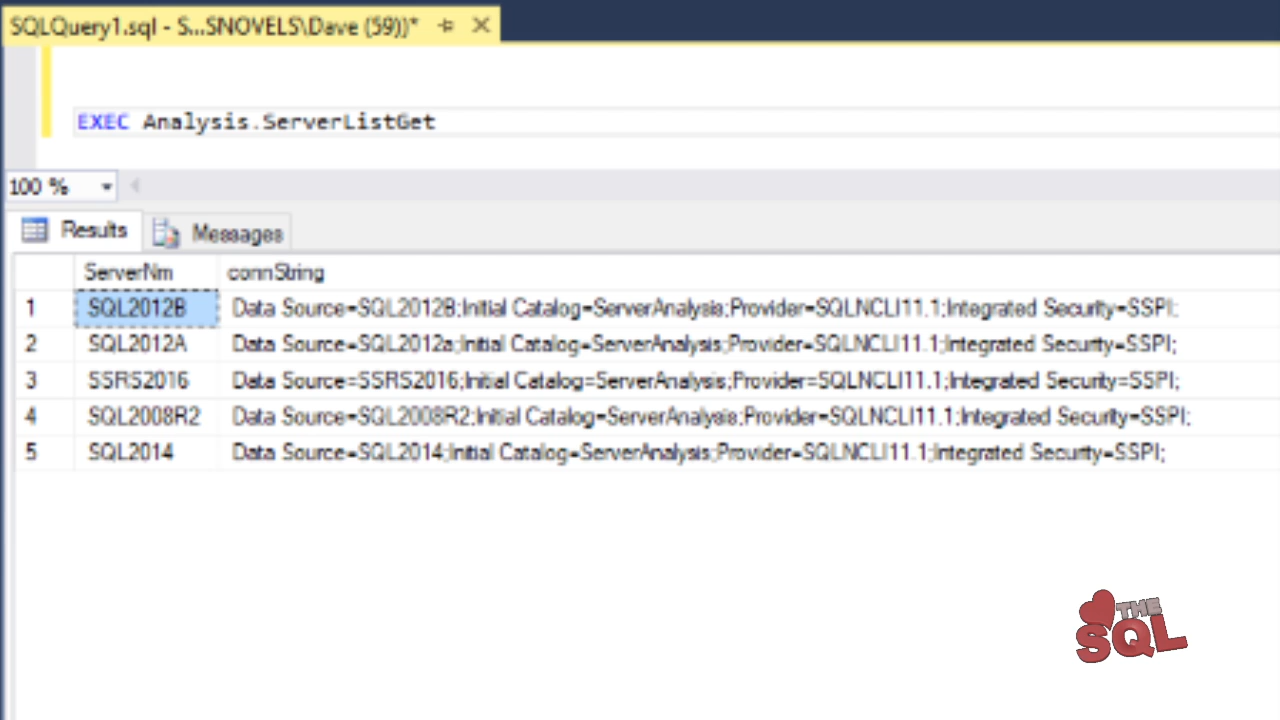 SQLQuery1.sql - S...SNOVELS\Dave (59))*
EXEC Analysis.ServerListGet
100 %
Results Messages
ServerNm connString
1 SQL2012B Data Source=SQL2012B;Initial Catalog=ServerAnalysis;Provider=SQLNCLI11.1;Integrated Security=SSPI;
2 SQL2012A Data Source=SQL2012a;Initial Catalog=ServerAnalysis;Provider=SQLNCLI11.1;Integrated Security=SSPI;
3 SSRS2016 Data Source=SSRS2016;Initial Catalog=ServerAnalysis;Provider=SQLNCLI11.1;Integrated Security=SSPI;
4 SQL2008R2 Data Source=SQL2008R2;Initial Catalog=ServerAnalysis;Provider=SQLNCLI11.1;Integrated Security=SSPI;
5 SQL2014 Data Source=SQL2014;Initial Catalog=ServerAnalysis;Provider=SQLNCLI11.1;Integrated Security=SSPI;
THE
SQL